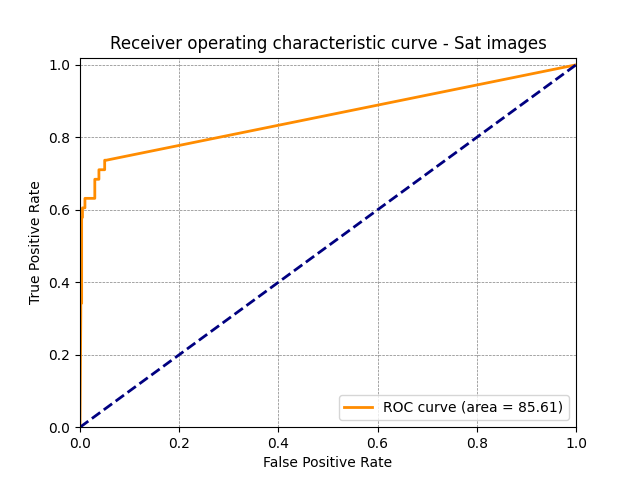 Receiver operating characteristic curve - Sat images
1.0
0.8
0.6
0.4
0.2
0.0
True Positive Rate
ROC curve (area = 85.61)
0.0 0.2 0.4 0.6 0.8 1.0
False Positive Rate